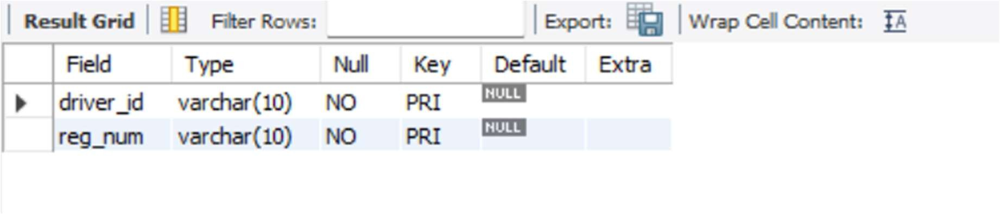 Result Grid Filter Rows: Export: Wrap Cell Content: A
Field Type Null Key Default Extra
driver_id varchar(10) NO PRI NULL
reg_num varchar(10) NO PRI NULL